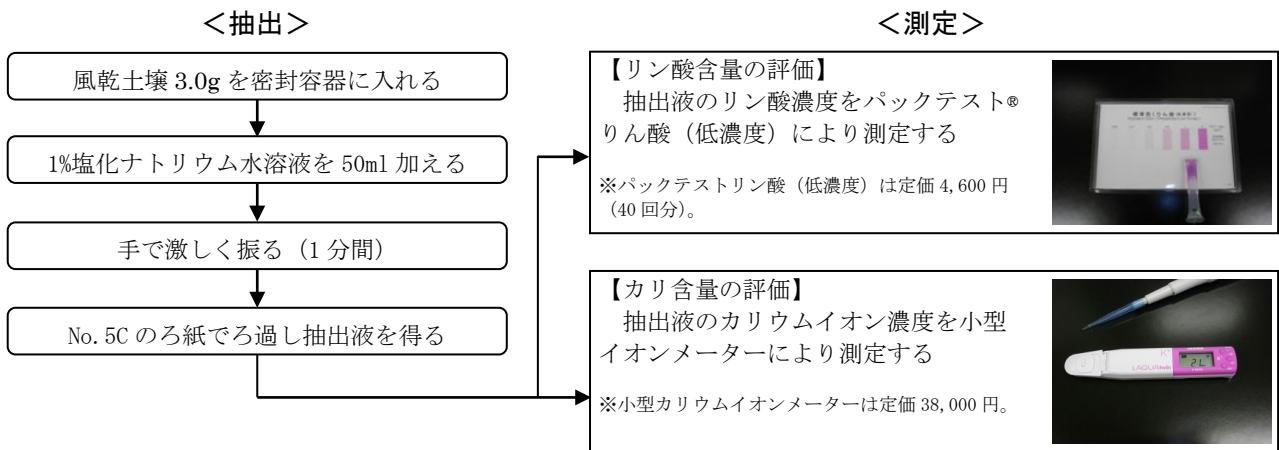 ＜抽出＞
風乾土壌 3.0g を密封容器に入れる
1%塩化ナトリウム水溶液を 50ml 加える
手で激しく振る（1 分間）
No.5C のろ紙でろ過し抽出液を得る
＜測定＞
【リン酸含量の評価】
抽出液のリン酸濃度をパックテスト®
りん酸（低濃度）により測定する
※パックテストリン酸（低濃度）は定価 4,600 円
（40 回分）。
【カリ含量の評価】
抽出液のカリウムイオン濃度を小型
イオンメーターにより測定する
※小型カリウムイオンメーターは定価 38,000 円。
K⁺
LAQUAtwin